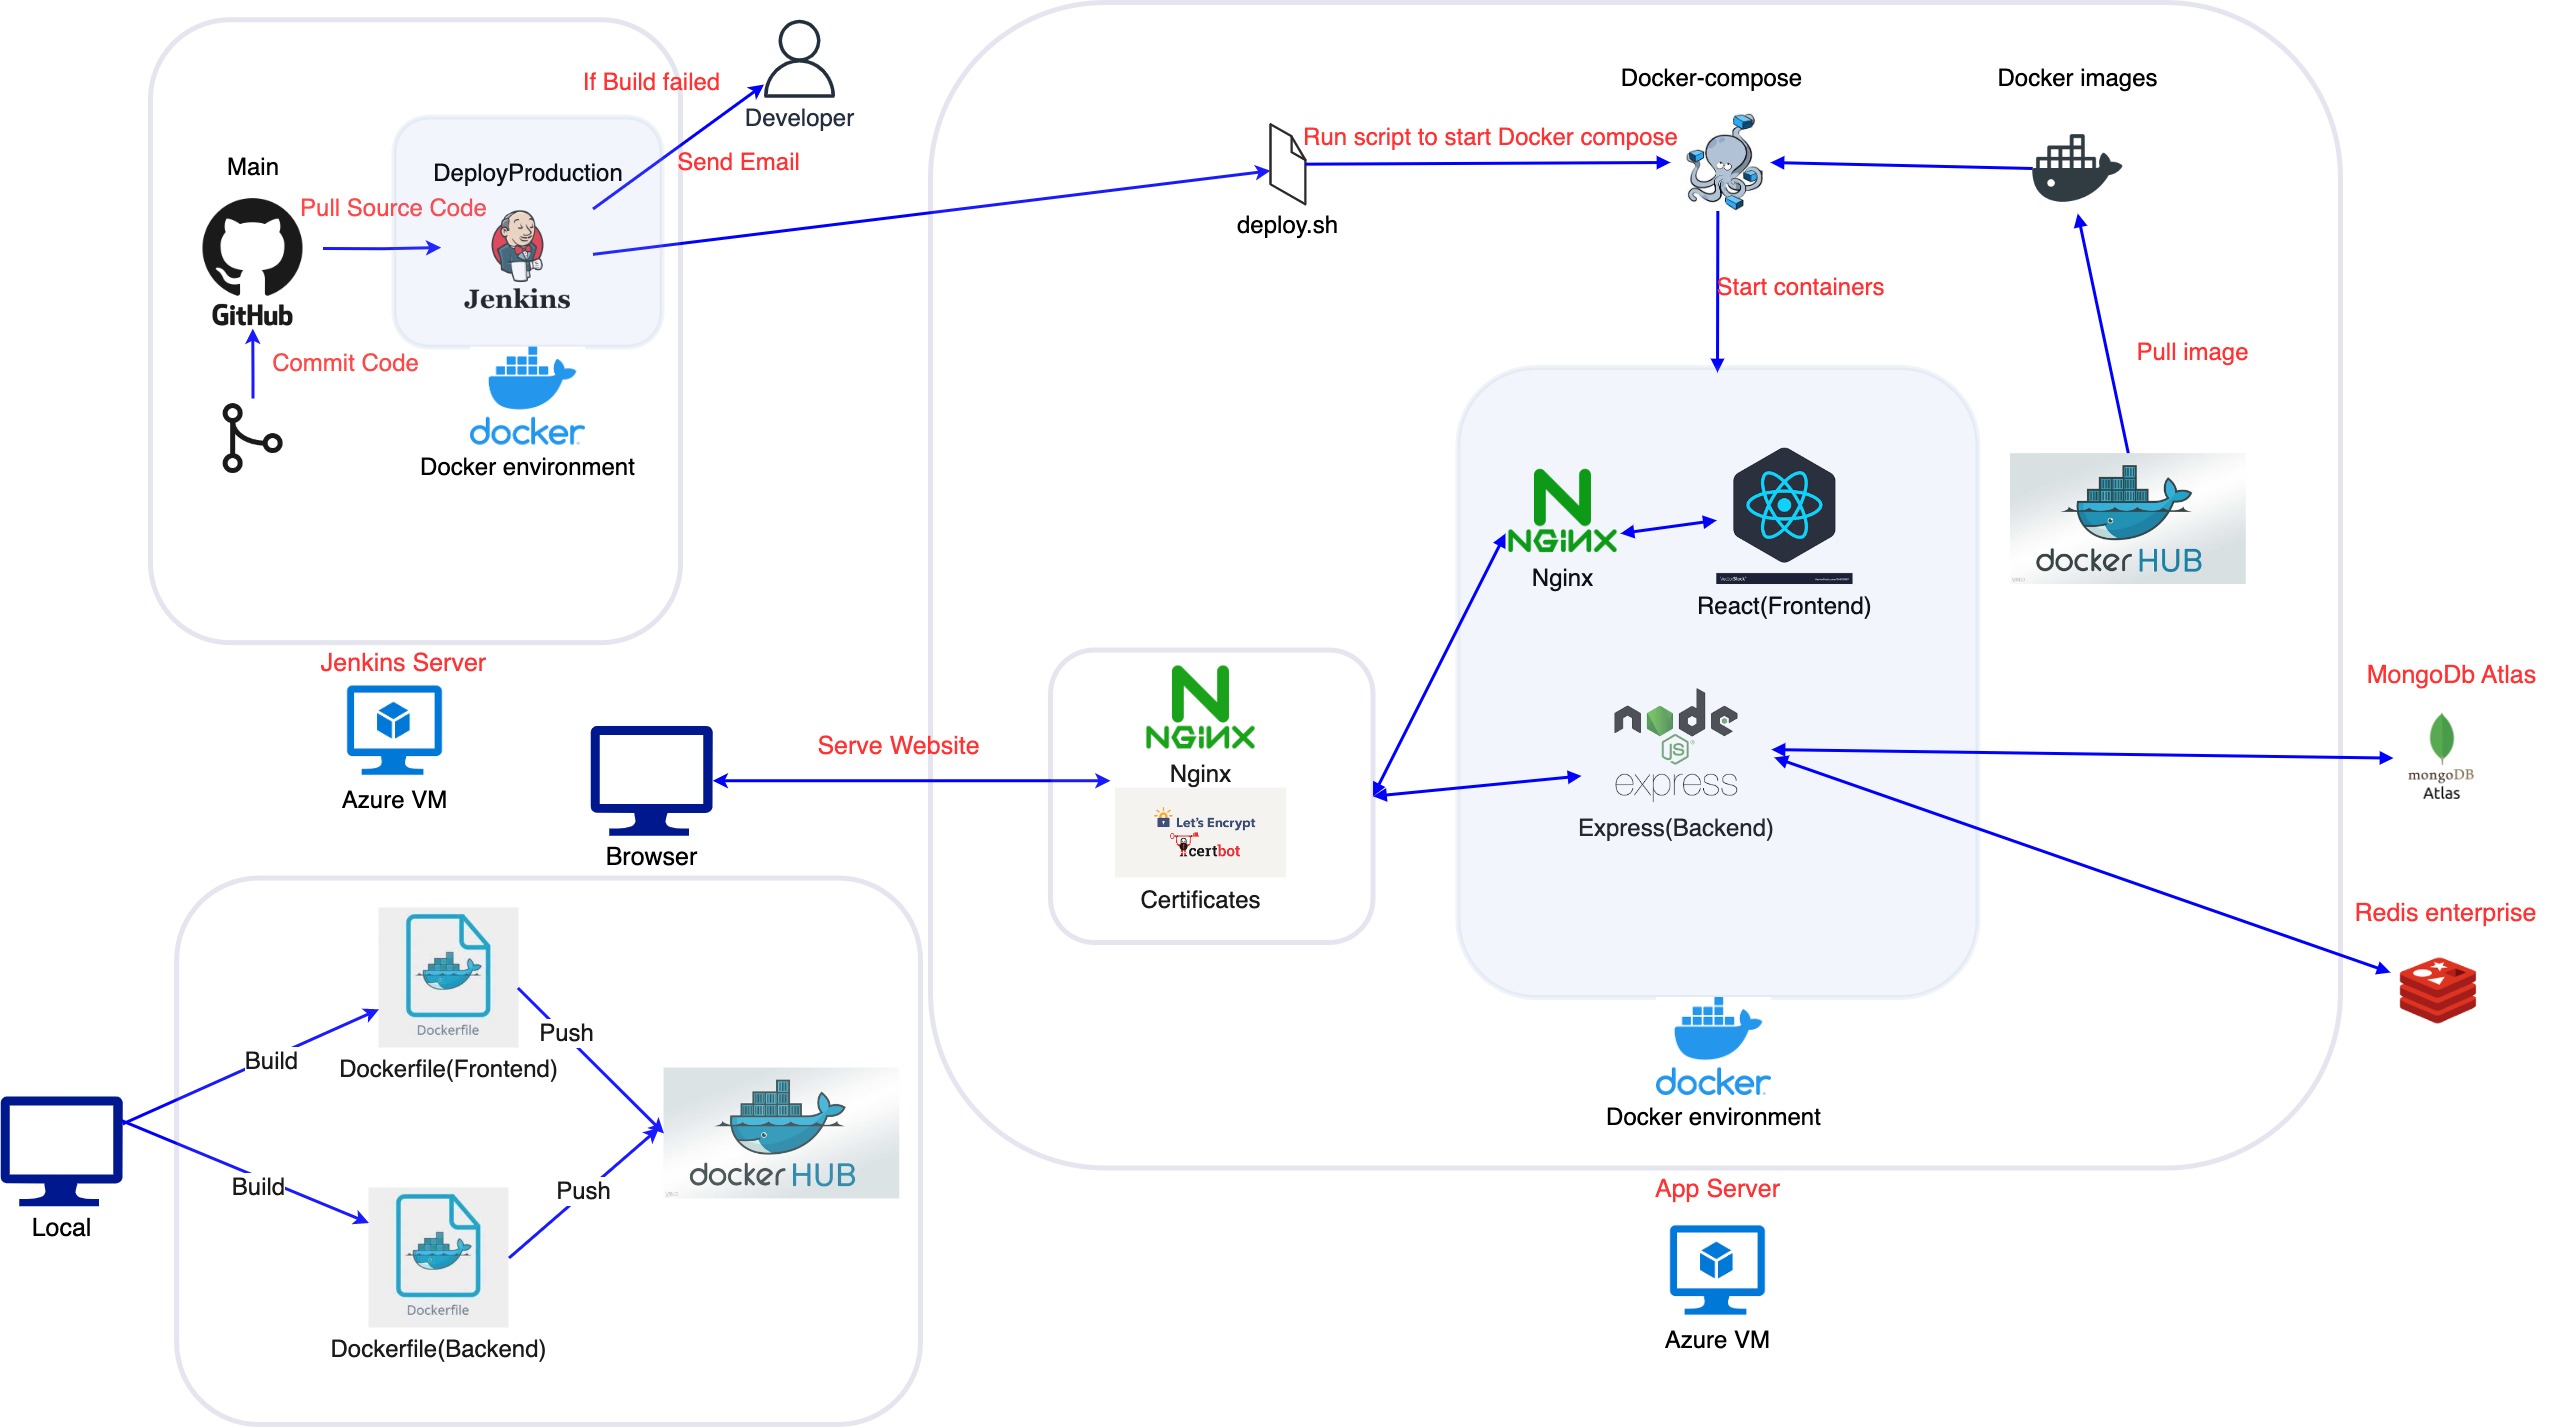 If Build failed
Developer
Send Email
Main
DeployProduction
Pull Source Code
GitHub
Jenkins
Commit Code
docker
Docker environment
Jenkins Server
Azure VM
Docker-compose
Docker images
Run script to start Docker compose
deploy.sh
Start containers
Pull image
NGINX
Nginx
React(Frontend)
docker HUB
NGINX
Nginx
Let's Encrypt
certbot
Certificates
Serve Website
Browser
node
JS
express
Express(Backend)
MongoDb Atlas
mongoDB
Atlas
Redis enterprise
docker
Docker environment
App Server
Azure VM
Dockerfile
Dockerfile(Frontend)
Build
Push
Local
Build
Push
docker HUB
Dockerfile
Dockerfile(Backend)